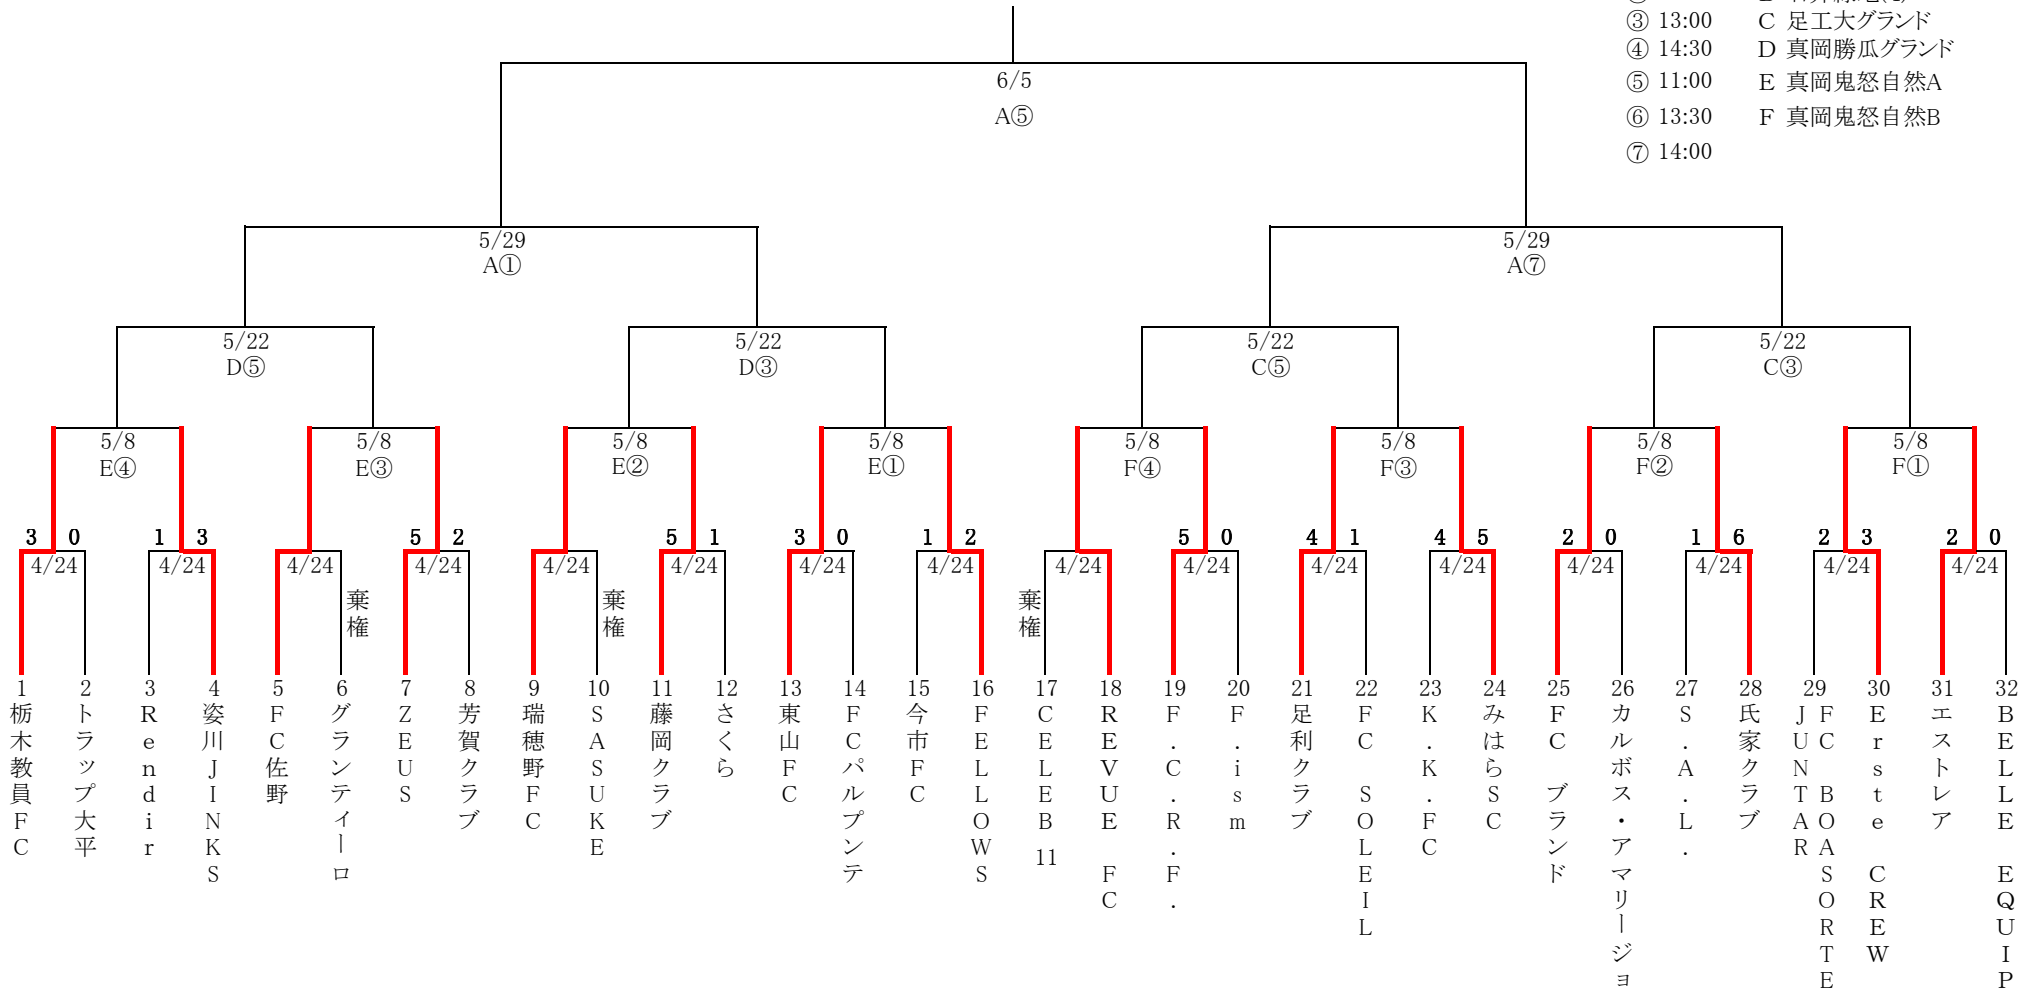 ③ 13:00 C 足工大グランド
④ 14:30 D 真岡勝瓜グランド
⑤ 11:00 E 真岡鬼怒自然A
⑥ 13:30 F 真岡鬼怒自然B
⑦ 14:00
6/5
A⑤
5/29 5/29
A① A⑦
5/22 5/22 5/22 5/22
D⑤ D③ C⑤ C③
5/8 5/8 5/8 5/8 5/8 5/8 5/8 5/8
E④ E③ E② E① F④ F③ F② F①
3 0 1 3 5 2 5 1 3 0 1 2 5 0 4 1 4 5 2 0 1 6 2 3 2 0
4/24 4/24 4/24 4/24 4/24 4/24 4/24 4/24 4/24 4/24 4/24 4/24 4/24 4/24 4/24 4/24
棄権 棄権 棄権
1 栃木教員FC
2 トラップ大平
3 Rendir
4 姿川JINKS
5 FC佐野
6 グランティーロ
7 ZEUS
8 芳賀クラブ
9 瑞穂野FC
10 SASUKE
11 藤岡クラブ
12 さくら
13 東山FC
14 FCパルプンテ
15 今市FC
16 FELLOWS
17 CELEB 11
18 REVUE FC
19 F.C.R.F.
20 F.ism
21 足利クラブ
22 FC SOLEIL
23 K.K.FC
24 みはらSC
25 FC ブランド
26 カルボス・アマリージョ
27 S.A.L.
28 氏家クラブ
29 FC BOASORTE
JUNTAR
30 Erste CREW
31 エストレア
32 BELLE EQUIP